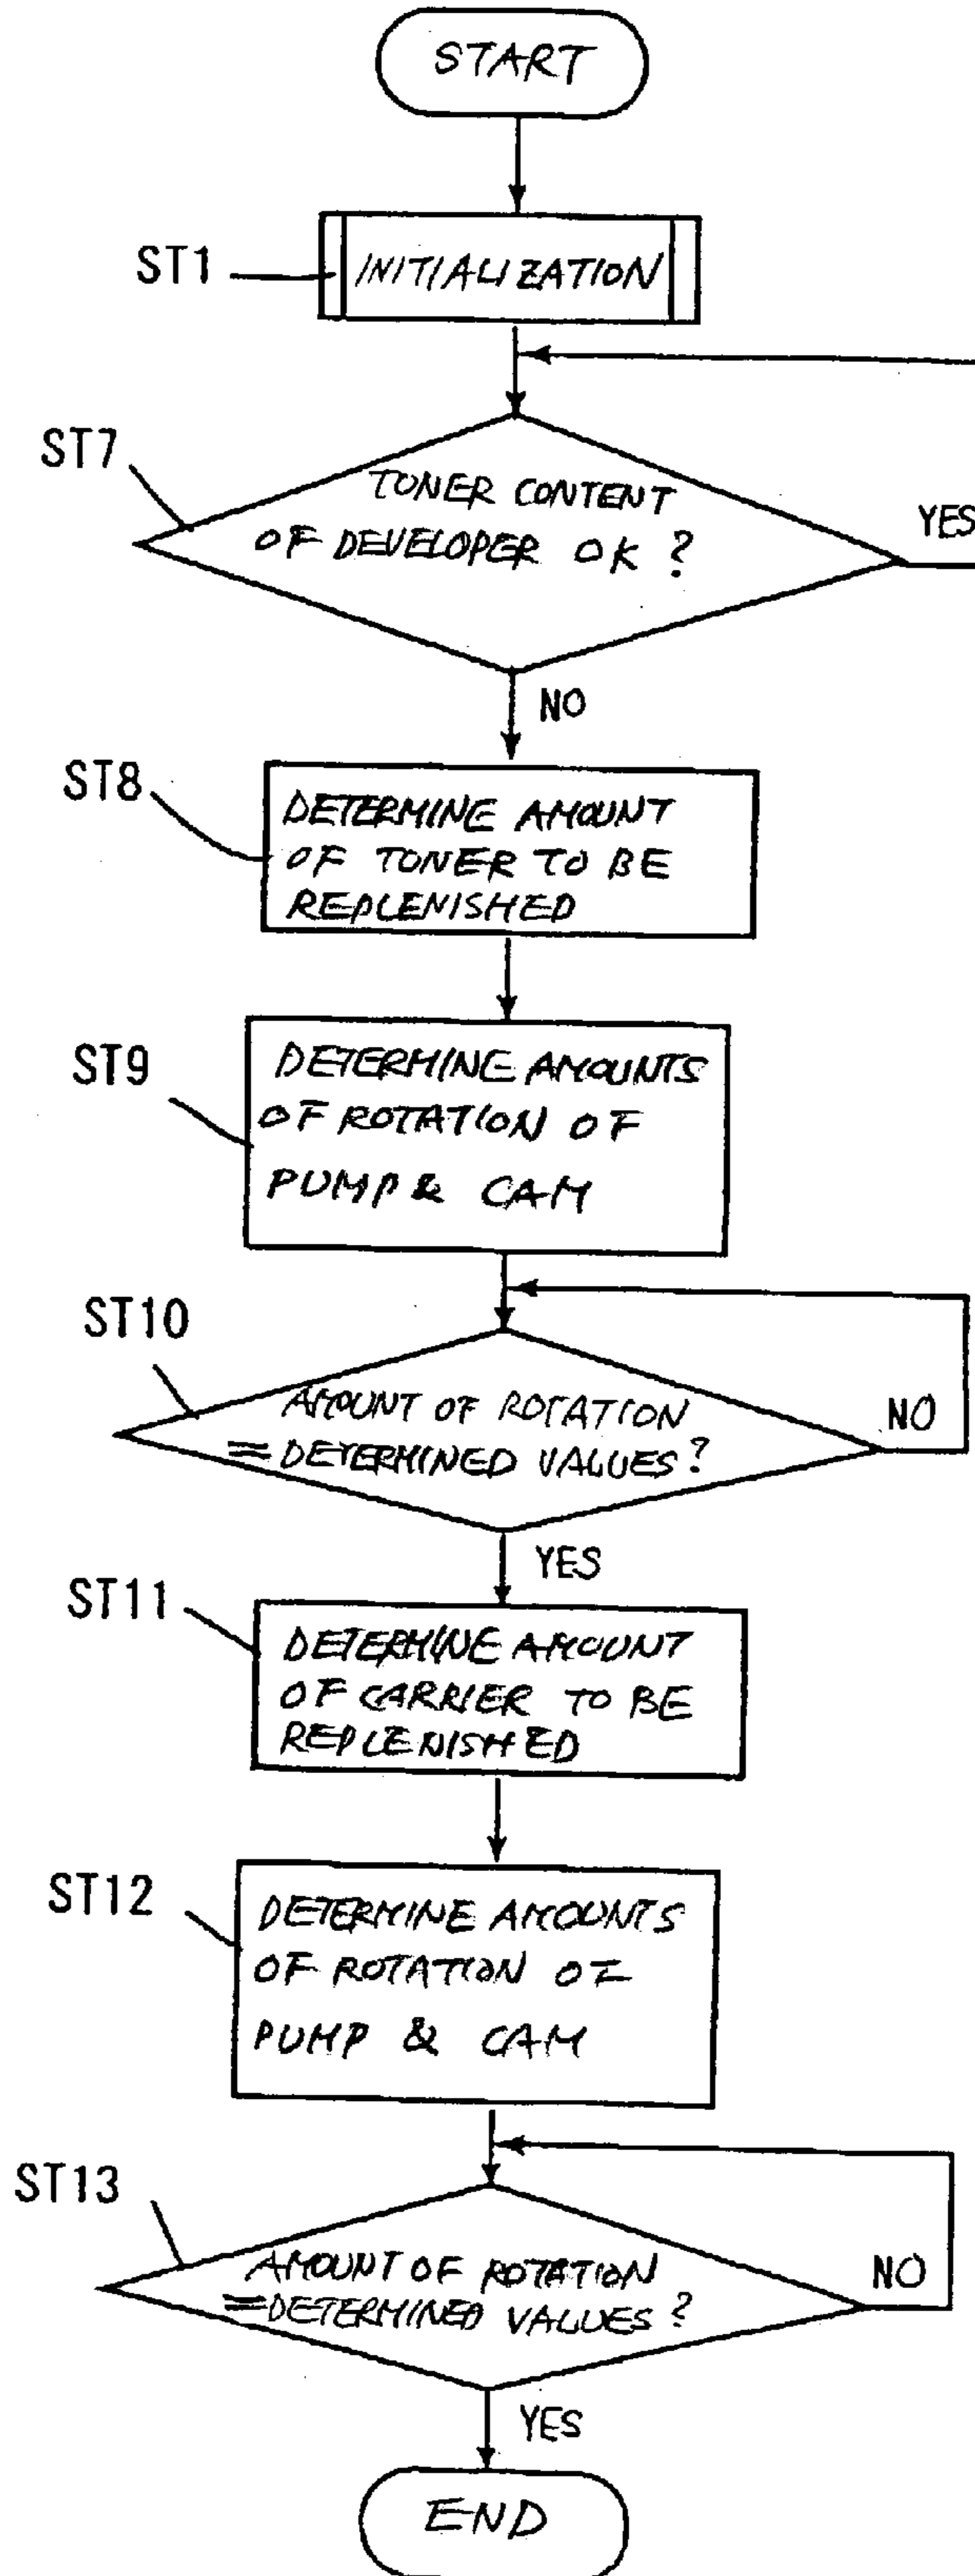 START
ST1
INITIALIZATION
ST7
TONER CONTENT
OF DEVELOPER OK ?
YES
NO
ST8
DETERMINE AMOUNT
OF TONER TO BE
REPLENISHED
ST9
DETERMINE AMOUNTS
OF ROTATION OF
PUMP & CAM
ST10
AMOUNT OF ROTATION
=DETERMINED VALUES?
NO
YES
ST11
DETERMINE AMOUNT
OF CARRIER TO BE
REPLENISHED
ST12
DETERMINE AMOUNTS
OF ROTATION OF
PUMP & CAM
ST13
AMOUNT OF ROTATION
=DETERMINED VALUES?
NO
YES
END